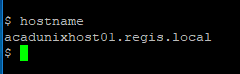 $ hostname
acadunixhost01.regis.local
$